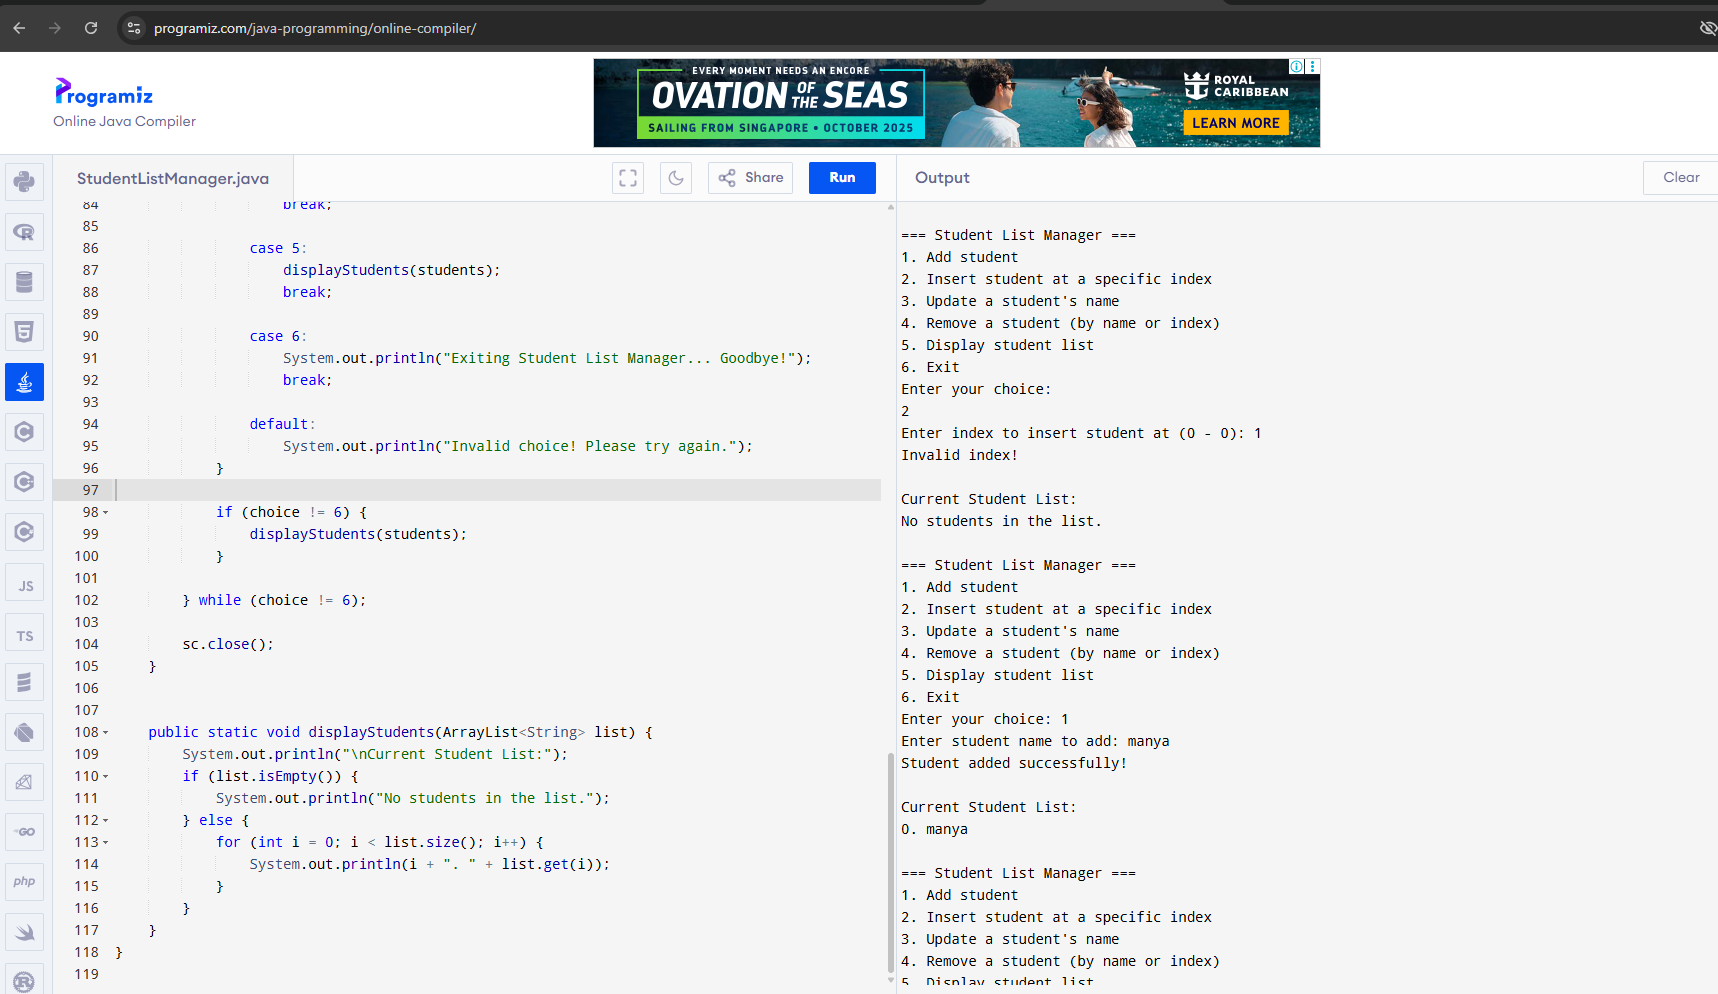 programiz.com/java-programming/online-compiler/
Programiz
Online Java Compiler
EVERY MOMENT NEEDS AN ENCORE
OVATION OF THE SEAS
SAILING FROM SINGAPORE • OCTOBER 2025
ROYAL CARIBBEAN
LEARN MORE
StudentListManager.java
Share
Run
Output
Clear
JS
TS
GO
php
84 break;
85
86 case 5:
87 displayStudents(students);
88 break;
89
90 case 6:
91 System.out.println("Exiting Student List Manager... Goodbye!");
92 break;
93
94 default:
95 System.out.println("Invalid choice! Please try again.");
96 }
97
98 if (choice != 6) {
99 displayStudents(students);
100 }
101
102 } while (choice != 6);
103
104 sc.close();
105 }
106
107
108 public static void displayStudents(ArrayList<String> list) {
109 System.out.println("\nCurrent Student List:");
110 if (list.isEmpty()) {
111 System.out.println("No students in the list.");
112 } else {
113 for (int i = 0; i < list.size(); i++) {
114 System.out.println(i + ". " + list.get(i));
115 }
116 }
117 }
118 }
119
=== Student List Manager ===
1. Add student
2. Insert student at a specific index
3. Update a student's name
4. Remove a student (by name or index)
5. Display student list
6. Exit
Enter your choice:
2
Enter index to insert student at (0 - 0): 1
Invalid index!
Current Student List:
No students in the list.
=== Student List Manager ===
1. Add student
2. Insert student at a specific index
3. Update a student's name
4. Remove a student (by name or index)
5. Display student list
6. Exit
Enter your choice: 1
Enter student name to add: manya
Student added successfully!
Current Student List:
0. manya
=== Student List Manager ===
1. Add student
2. Insert student at a specific index
3. Update a student's name
4. Remove a student (by name or index)
5. Display student list